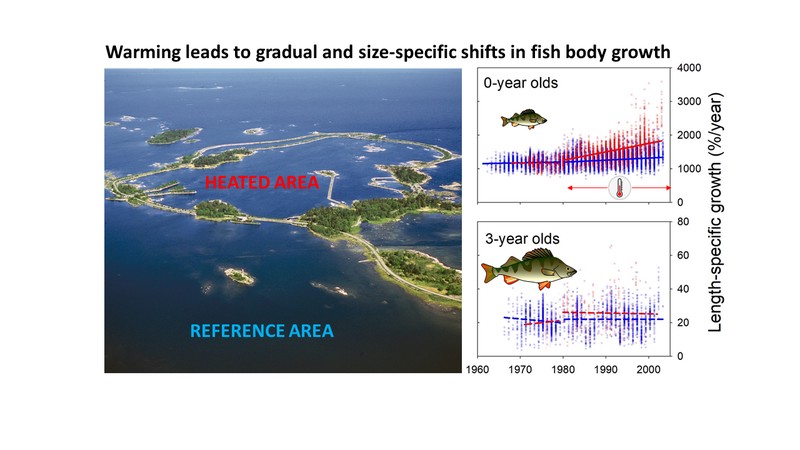 Warming leads to gradual and size-specific shifts in fish body growth
HEATED AREA
REFERENCE AREA
0-year olds
4000
3000
2000
1000
0
3-year olds
80
60
40
20
0
1960 1970 1980 1990 2000
Length-specific growth (%/year)